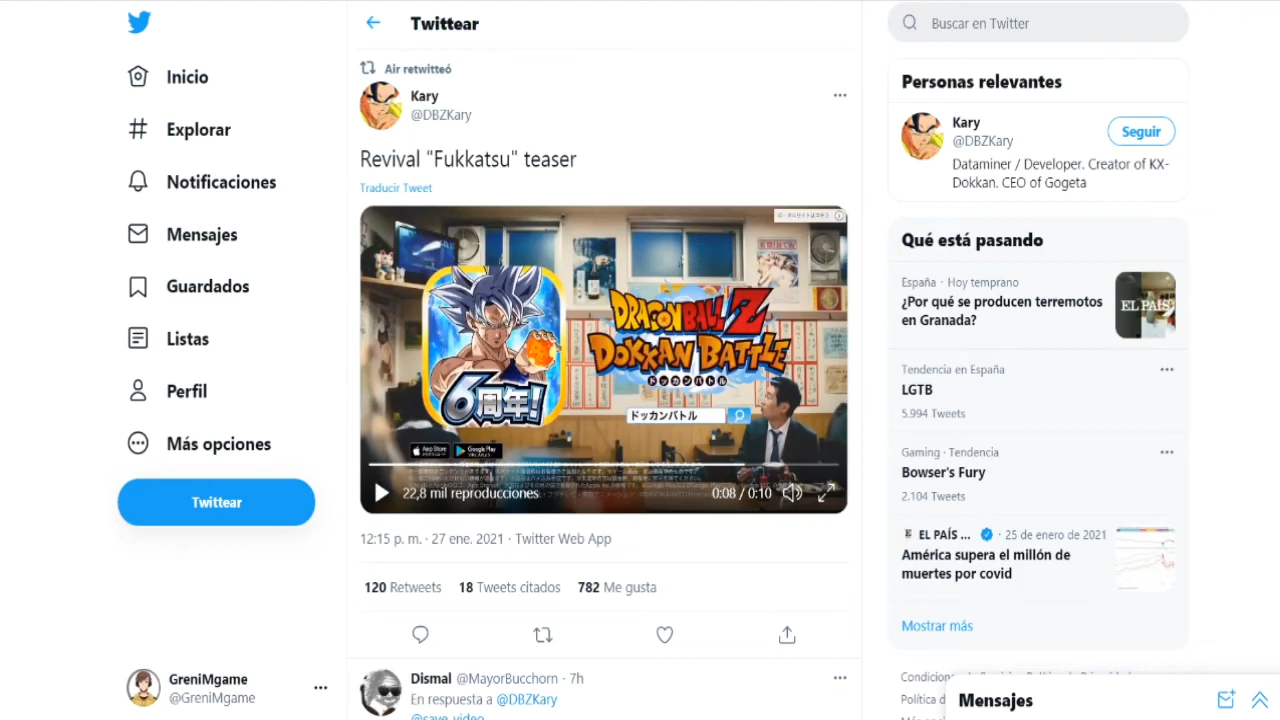 Inicio
Explorar
Notificaciones
Mensajes
Guardados
Listas
Perfil
Más opciones
Twittear
GreniMgame
@GreniMgame
Twittear
Air retwitteó
Kary
@DBZKary
Revival "Fukkatsu" teaser
Traducir Tweet
DRAGON BALL Z
DOKKAN BATTLE
ドッカンバトル
6周年!
ドッカンバトル
App Store
Google Play
22,8 mil reproducciones
0:08 / 0:10
12:15 p. m. · 27 ene. 2021 · Twitter Web App
120 Retweets 18 Tweets citados 782 Me gusta
Dismal @MayorBucchorn · 7h
En respuesta a @DBZKary
@save_video
Buscar en Twitter
Personas relevantes
Kary
@DBZKary
Seguir
Dataminer / Developer. Creator of KX-
Dokkan. CEO of Gogeta
Qué está pasando
España · Hoy temprano
¿Por qué se producen terremotos
en Granada?
EL PAÍS
Tendencia en España
LGTB
5.994 Tweets
Gaming · Tendencia
Bowser's Fury
2.104 Tweets
EL PAÍS ... · 25 de enero de 2021
América supera el millón de
muertes por covid
Mostrar más
Política d
Mensajes